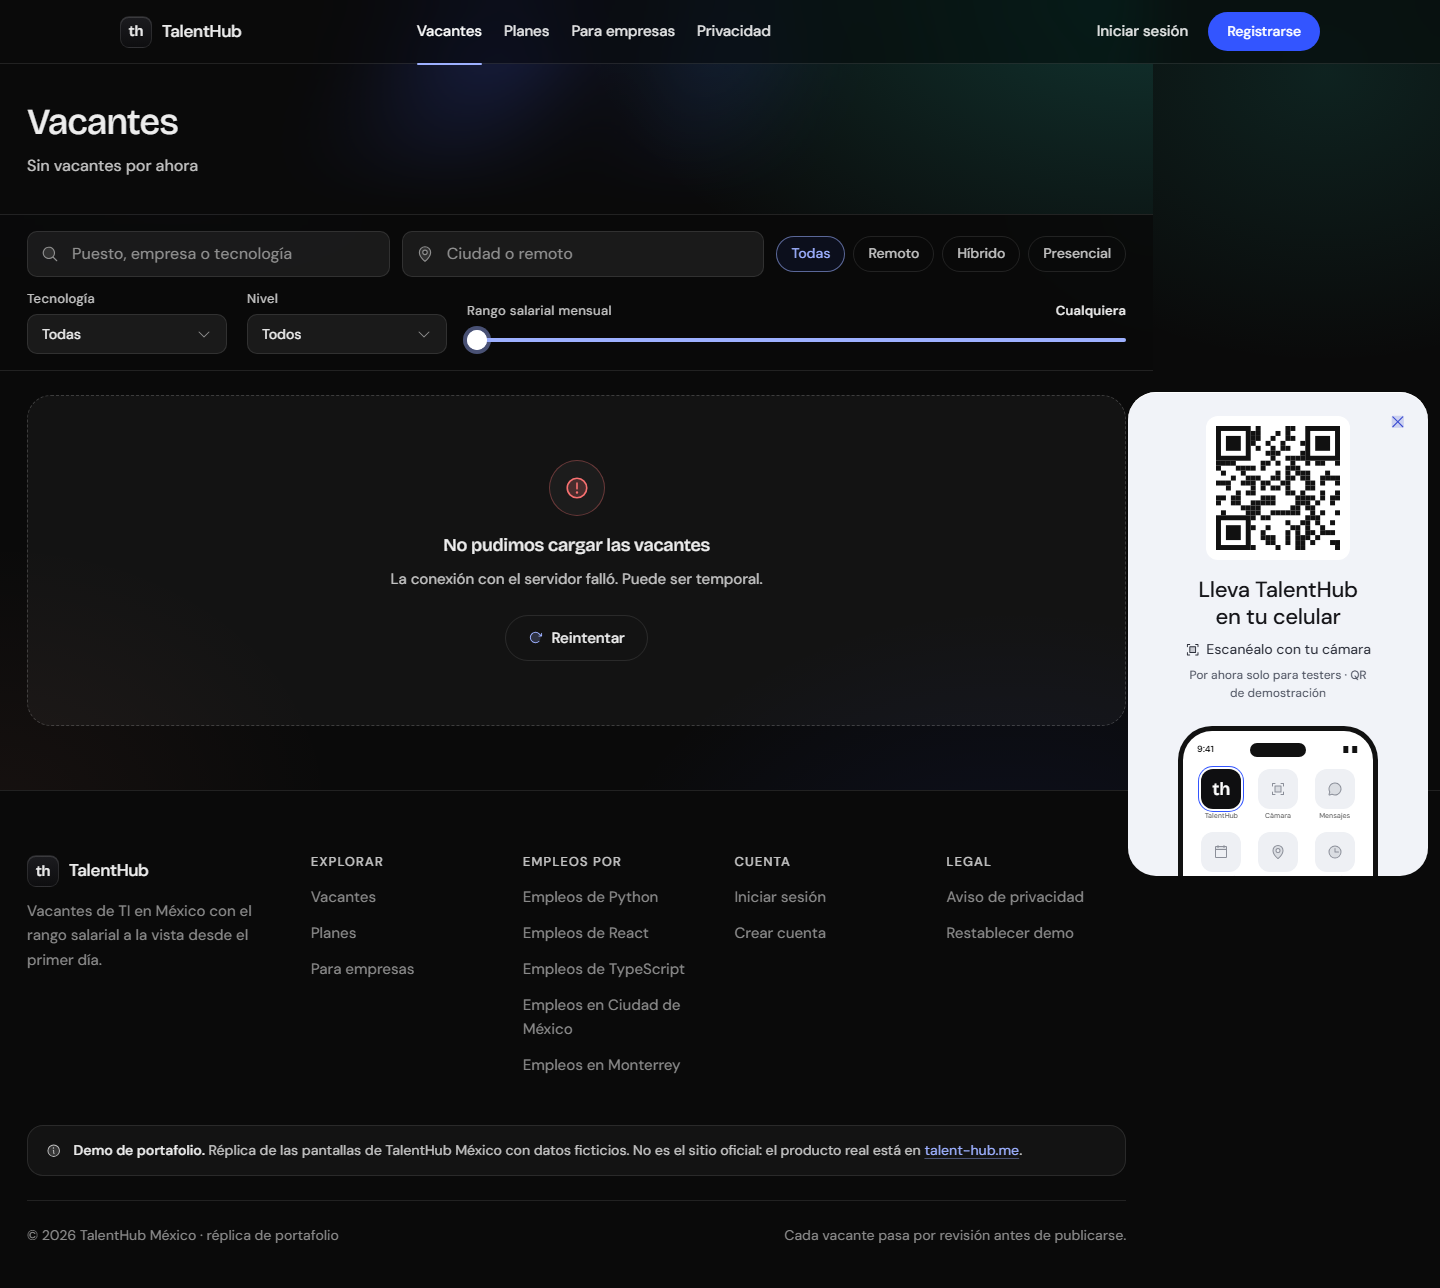 th TalentHub
Vacantes Planes Para empresas Privacidad
Iniciar sesión Registrarse
Vacantes
Sin vacantes por ahora
Puesto, empresa o tecnología
Ciudad o remoto
Todas Remoto Híbrido Presencial
Tecnología
Todas
Nivel
Todos
Rango salarial mensual Cualquiera
No pudimos cargar las vacantes
La conexión con el servidor falló. Puede ser temporal.
Reintentar
Lleva TalentHub
en tu celular
Escanéalo con tu cámara
Por ahora solo para testers · QR
de demostración
9:41
th
TalentHub Cámara Mensajes
th TalentHub
Vacantes de TI en México con el
rango salarial a la vista desde el
primer día.
EXPLORAR
Vacantes
Planes
Para empresas
EMPLEOS POR
Empleos de Python
Empleos de React
Empleos de TypeScript
Empleos en Ciudad de
México
Empleos en Monterrey
CUENTA
Iniciar sesión
Crear cuenta
LEGAL
Aviso de privacidad
Restablecer demo
Demo de portafolio. Réplica de las pantallas de TalentHub México con datos ficticios. No es el sitio oficial: el producto real está en talent-hub.me.
© 2026 TalentHub México · réplica de portafolio
Cada vacante pasa por revisión antes de publicarse.